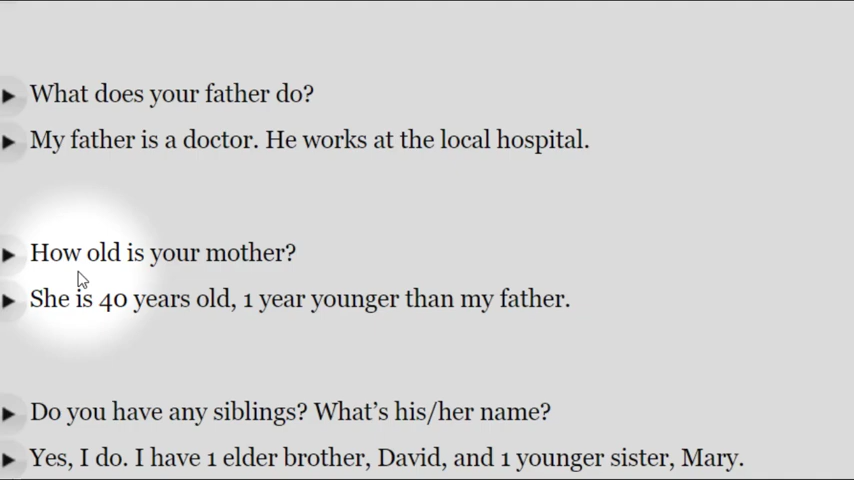 What does your father do?
My father is a doctor. He works at the local hospital.
How old is your mother?
She is 40 years old, 1 year younger than my father.
Do you have any siblings? What’s his/her name?
Yes, I do. I have 1 elder brother, David, and 1 younger sister, Mary.